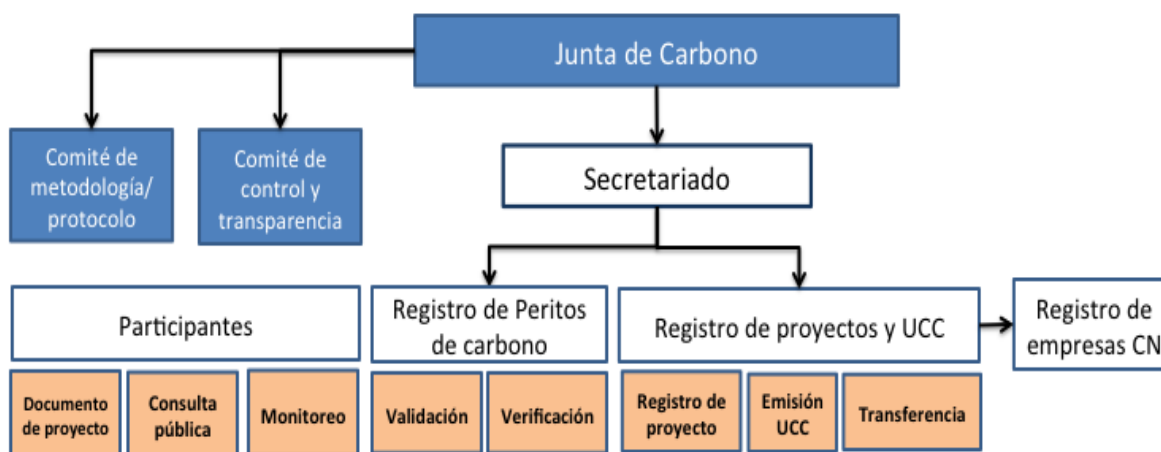 Junta de Carbono
Comité de
metodología/
protocolo
Comité de
control y
transparencia
Secretariado
Participantes
Registro de Peritos
de carbono
Registro de proyectos y UCC
Registro de
empresas CN
Documento
de proyecto
Consulta
pública
Monitoreo
Validación
Verificación
Registro de
proyecto
Emisión
UCC
Transferencia